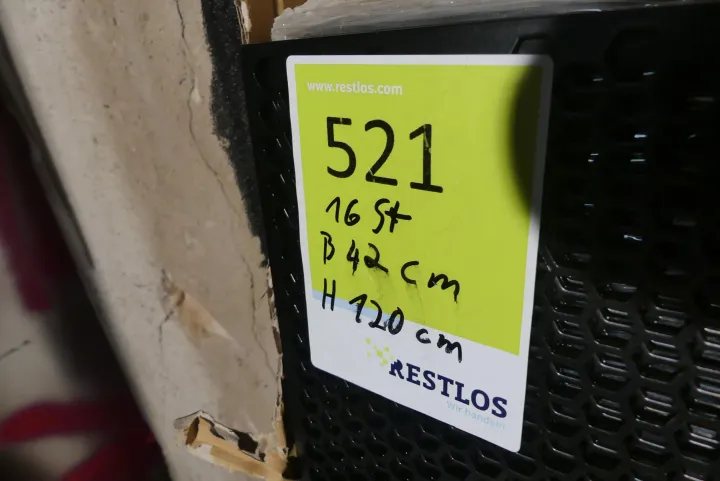 www.restlos.com
521
16 St
B 42 cm
H 120 cm
RESTLOS
Wir handeln